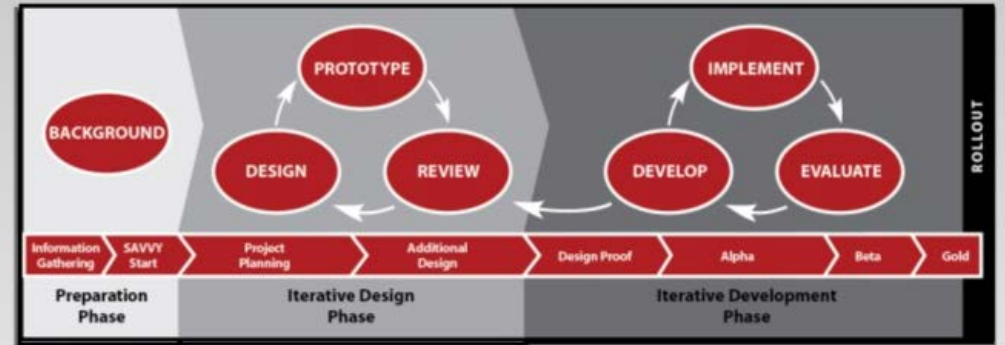 PROTOTYPE
IMPLEMENT
BACKGROUND
DESIGN
REVIEW
DEVELOP
EVALUATE
ROLLOUT
Information
Gathering
SAVVY
Start
Project
Planning
Additional
Design
Design Proof
Alpha
Beta
Gold
Preparation
Phase
Iterative Design
Phase
Iterative Development
Phase